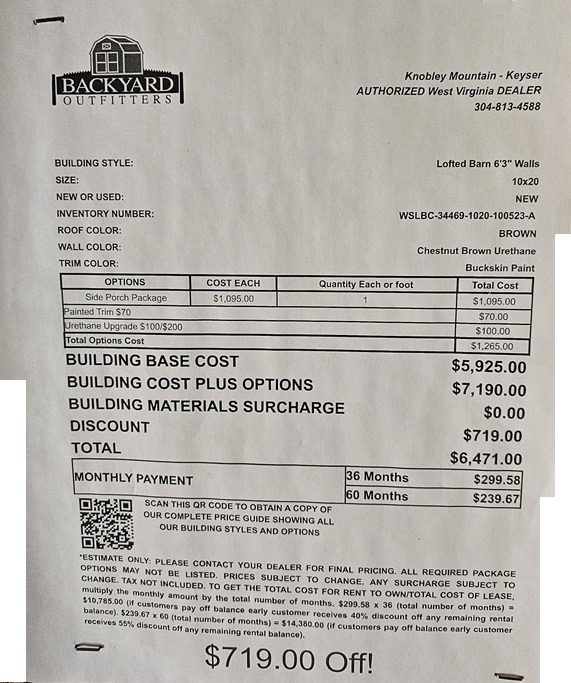 BACKYARD
OUTFITTERS
Knobley Mountain - Keyser
AUTHORIZED West Virginia DEALER
304-813-4588
BUILDING STYLE: Lofted Barn 6'3" Walls
SIZE: 10x20
NEW OR USED: NEW
INVENTORY NUMBER: WSLBC-34469-1020-100523-A
ROOF COLOR: BROWN
WALL COLOR: Chestnut Brown Urethane
TRIM COLOR: Buckskin Paint
OPTIONS COST EACH Quantity Each or foot Total Cost
Side Porch Package $1,095.00 1 $1,095.00
Painted Trim $70 $70.00
Urethane Upgrade $100/$200 $100.00
Total Options Cost $1,265.00
BUILDING BASE COST $5,925.00
BUILDING COST PLUS OPTIONS $7,190.00
BUILDING MATERIALS SURCHARGE $0.00
DISCOUNT $719.00
TOTAL $6,471.00
MONTHLY PAYMENT 36 Months $299.58
60 Months $239.67
SCAN THIS QR CODE TO OBTAIN A COPY OF
OUR COMPLETE PRICE GUIDE SHOWING ALL
OUR BUILDING STYLES AND OPTIONS
*ESTIMATE ONLY: PLEASE CONTACT YOUR DEALER FOR FINAL PRICING. ALL REQUIRED PACKAGE
OPTIONS MAY NOT BE LISTED. PRICES SUBJECT TO CHANGE. ANY SURCHARGE SUBJECT TO
CHANGE. TAX NOT INCLUDED. TO GET THE TOTAL COST FOR RENT TO OWN/TOTAL COST OF LEASE,
multiply the monthly amount by the total number of months. $299.58 x 36 (total number of months) =
$10,785.00 (if customers pay off balance early customer receives 40% discount off any remaining rental
balance). $239.67 x 60 (total number of months) = $14,380.00 (if customers pay off balance early customer
receives 55% discount off any remaining rental balance).
$719.00 Off!